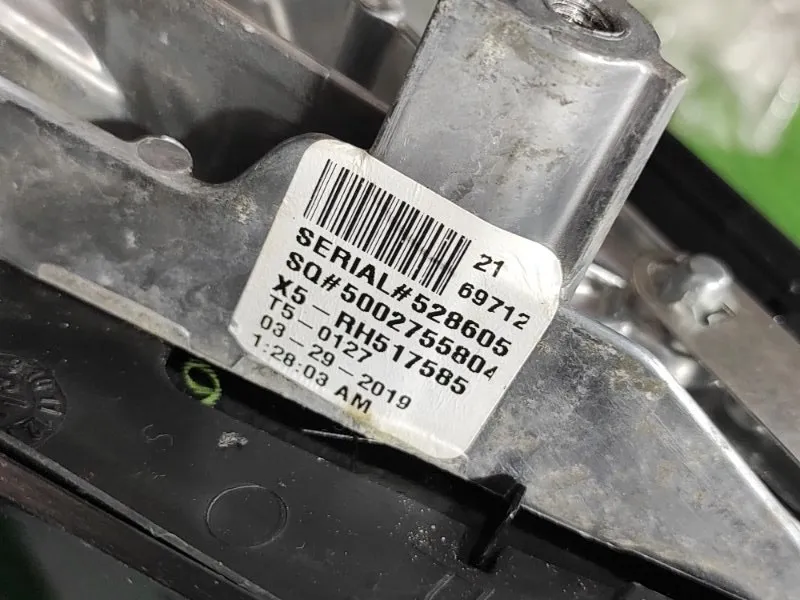 21
69712
SERIAL#528605
SQ#5002755804
X5-RH517585
T5-0127
03-29-2019
1:28:03 AM